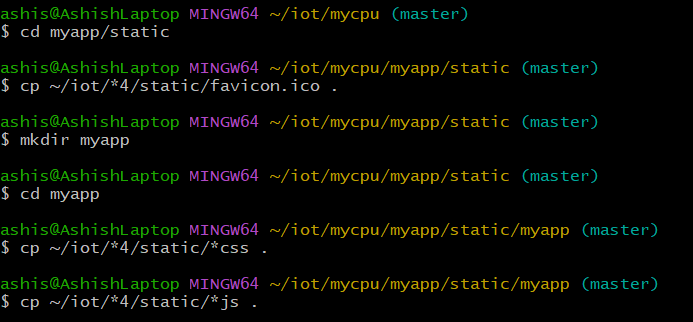 ashis@AshishLaptop MINGW64 ~/iot/mycpu (master)
$ cd myapp/static
ashis@AshishLaptop MINGW64 ~/iot/mycpu/myapp/static (master)
$ cp ~/iot/*4/static/favicon.ico .
ashis@AshishLaptop MINGW64 ~/iot/mycpu/myapp/static (master)
$ mkdir myapp
ashis@AshishLaptop MINGW64 ~/iot/mycpu/myapp/static (master)
$ cd myapp
ashis@AshishLaptop MINGW64 ~/iot/mycpu/myapp/static/myapp (master)
$ cp ~/iot/*4/static/*css .
ashis@AshishLaptop MINGW64 ~/iot/mycpu/myapp/static/myapp (master)
$ cp ~/iot/*4/static/*js .